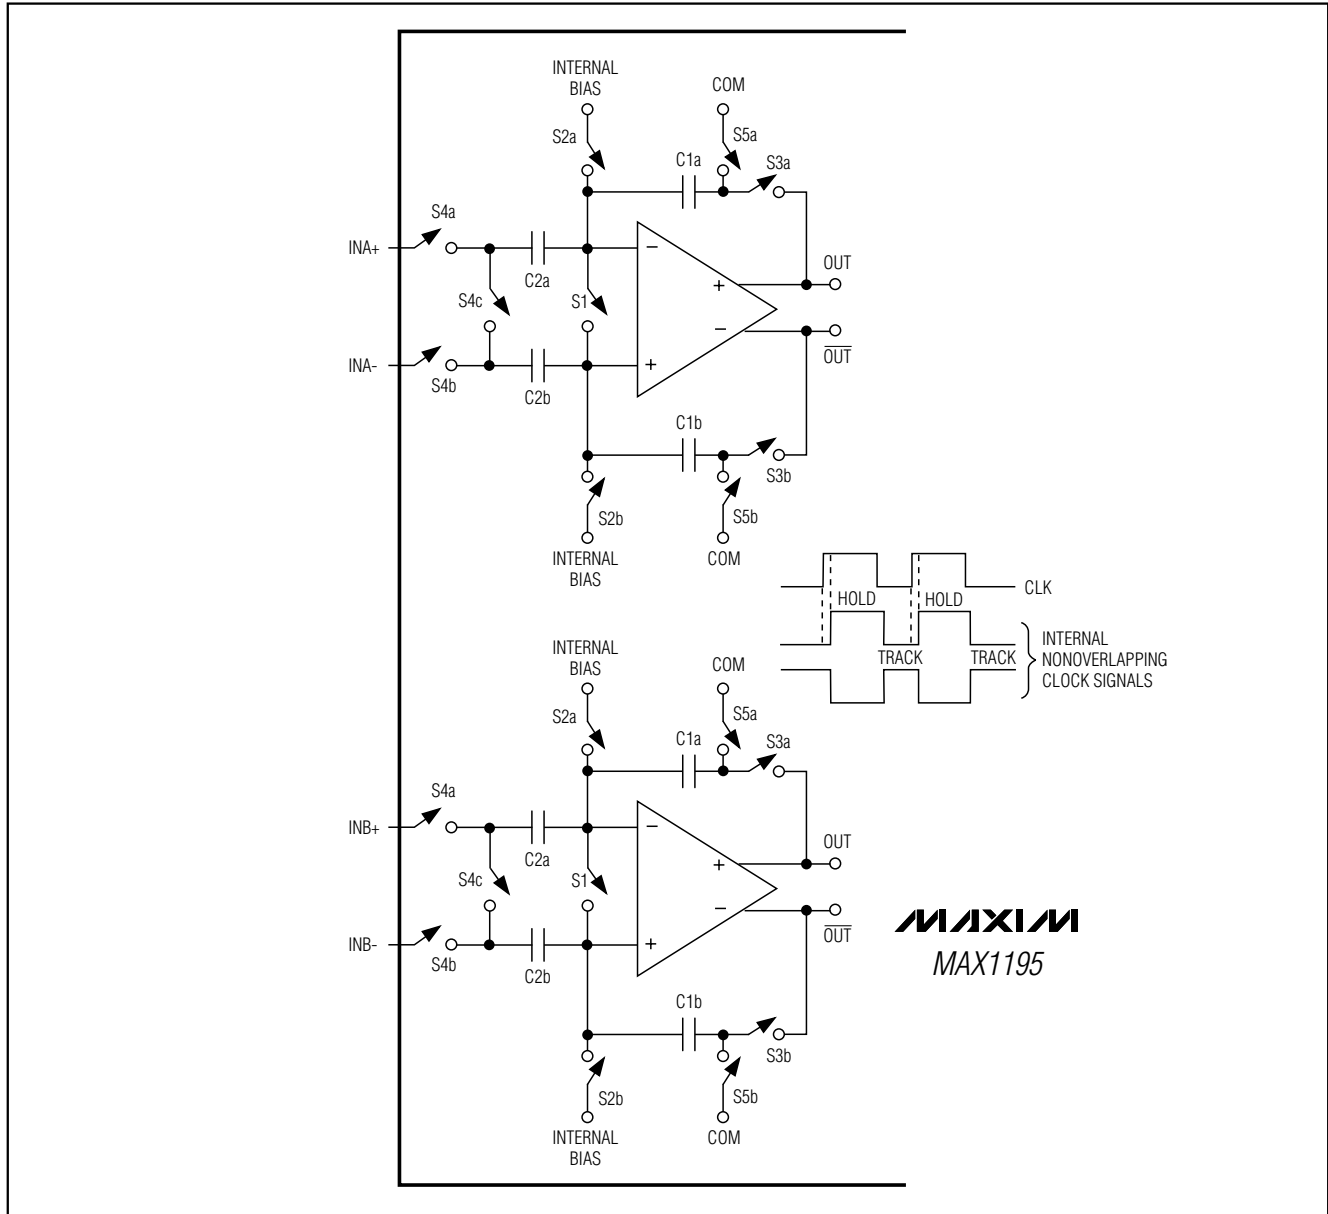 INTERNAL
BIAS
COM
S2a
S5a
C1a
S3a
S4a
INA+
C2a
S4c
S1
−
+
OUT
−
OUT
INA-
S4b
C2b
+
C1b
S3b
S2b
S5b
INTERNAL
BIAS
COM
CLK
HOLD
HOLD
TRACK
TRACK
INTERNAL
NONOVERLAPPING
CLOCK SIGNALS
INTERNAL
BIAS
COM
S2a
S5a
C1a
S3a
S4a
INB+
C2a
S4c
S1
−
+
OUT
−
OUT
INB-
S4b
C2b
+
C1b
S3b
S2b
S5b
INTERNAL
BIAS
COM
MAXIM
MAX1195